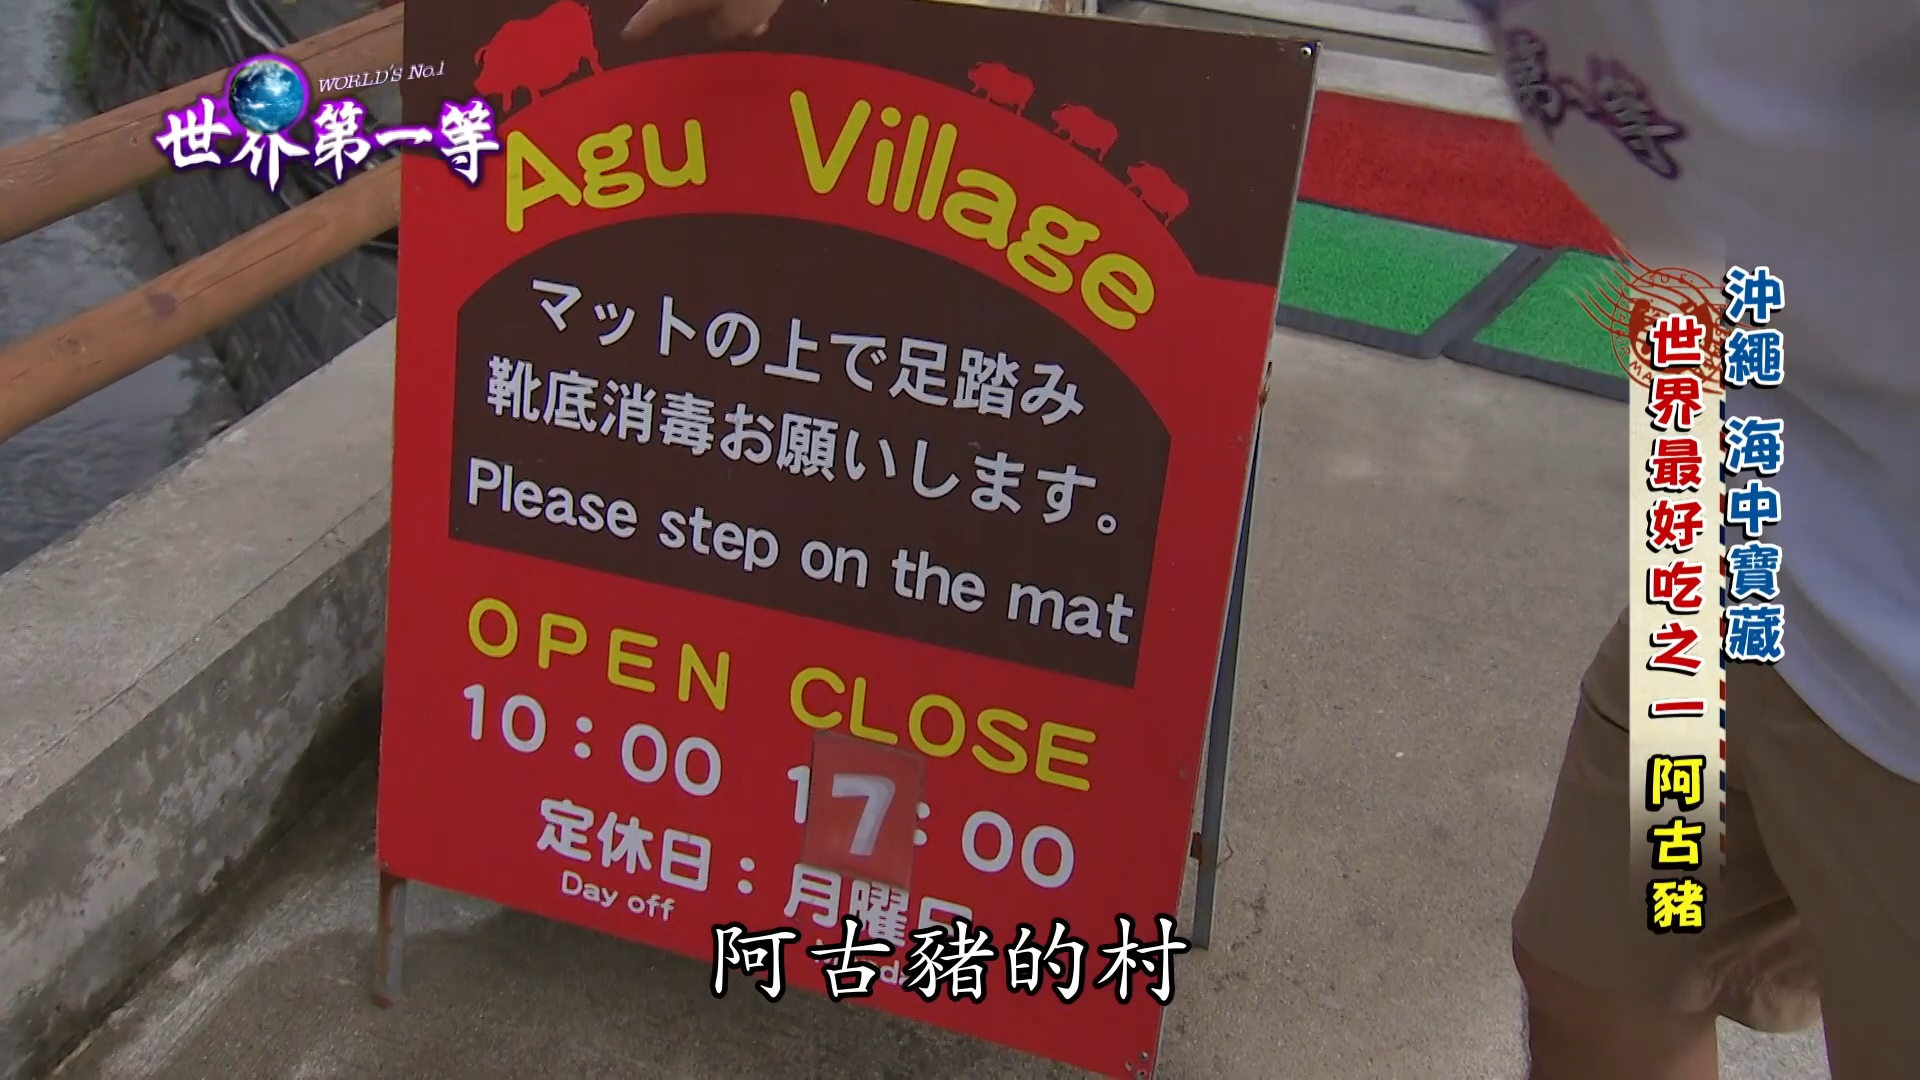 WORLD'S No.1
世界第一等
Agu Village
マットの上で足踏み
靴底消毒お願いします。
Please step on the mat
OPEN CLOSE
10:00 17:00
定休日:月曜日
Day off
沖繩 海中寶藏
世界最好吃之一 阿古豬
阿古豬的村